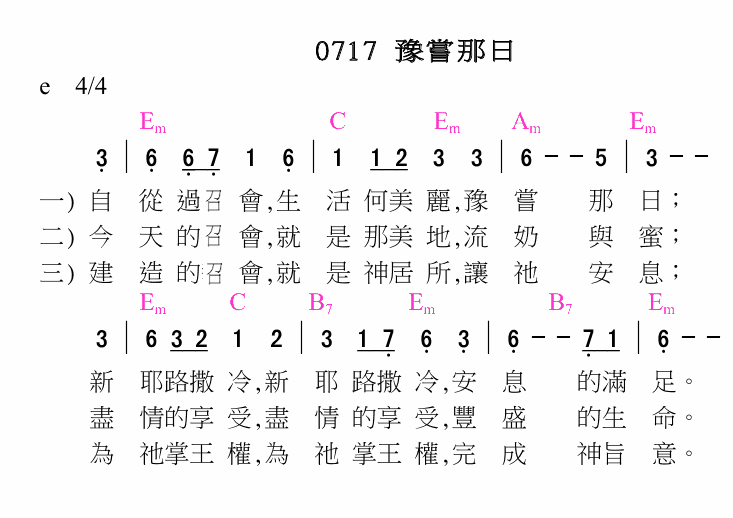 0717 豫嘗那日
e 4/4
Em C Em Am Em
3 | 6 6 7 1 6 | 1 1 2 3 3 | 6 - - 5 | 3 - -
一) 自 從 過召 會,生 活 何美 麗,豫 嘗 那 日;
二) 今 天 的召 會,就 是 那美 地,流 奶 與 蜜;
三) 建 造 的召 會,就 是 神居 所,讓 祂 安 息;
Em C B7 Em B7 Em
3 | 6 3 2 1 2 | 3 1 7 6 3 | 6 - - 7 1 | 6 - -
新 耶路撒 冷,新 耶 路撒 冷,安 息 的滿 足。
盡 情的享 受,盡 情 的享 受,豐 盛 的生 命。
為 祂掌王 權,為 祂 掌王 權,完 成 神旨 意。